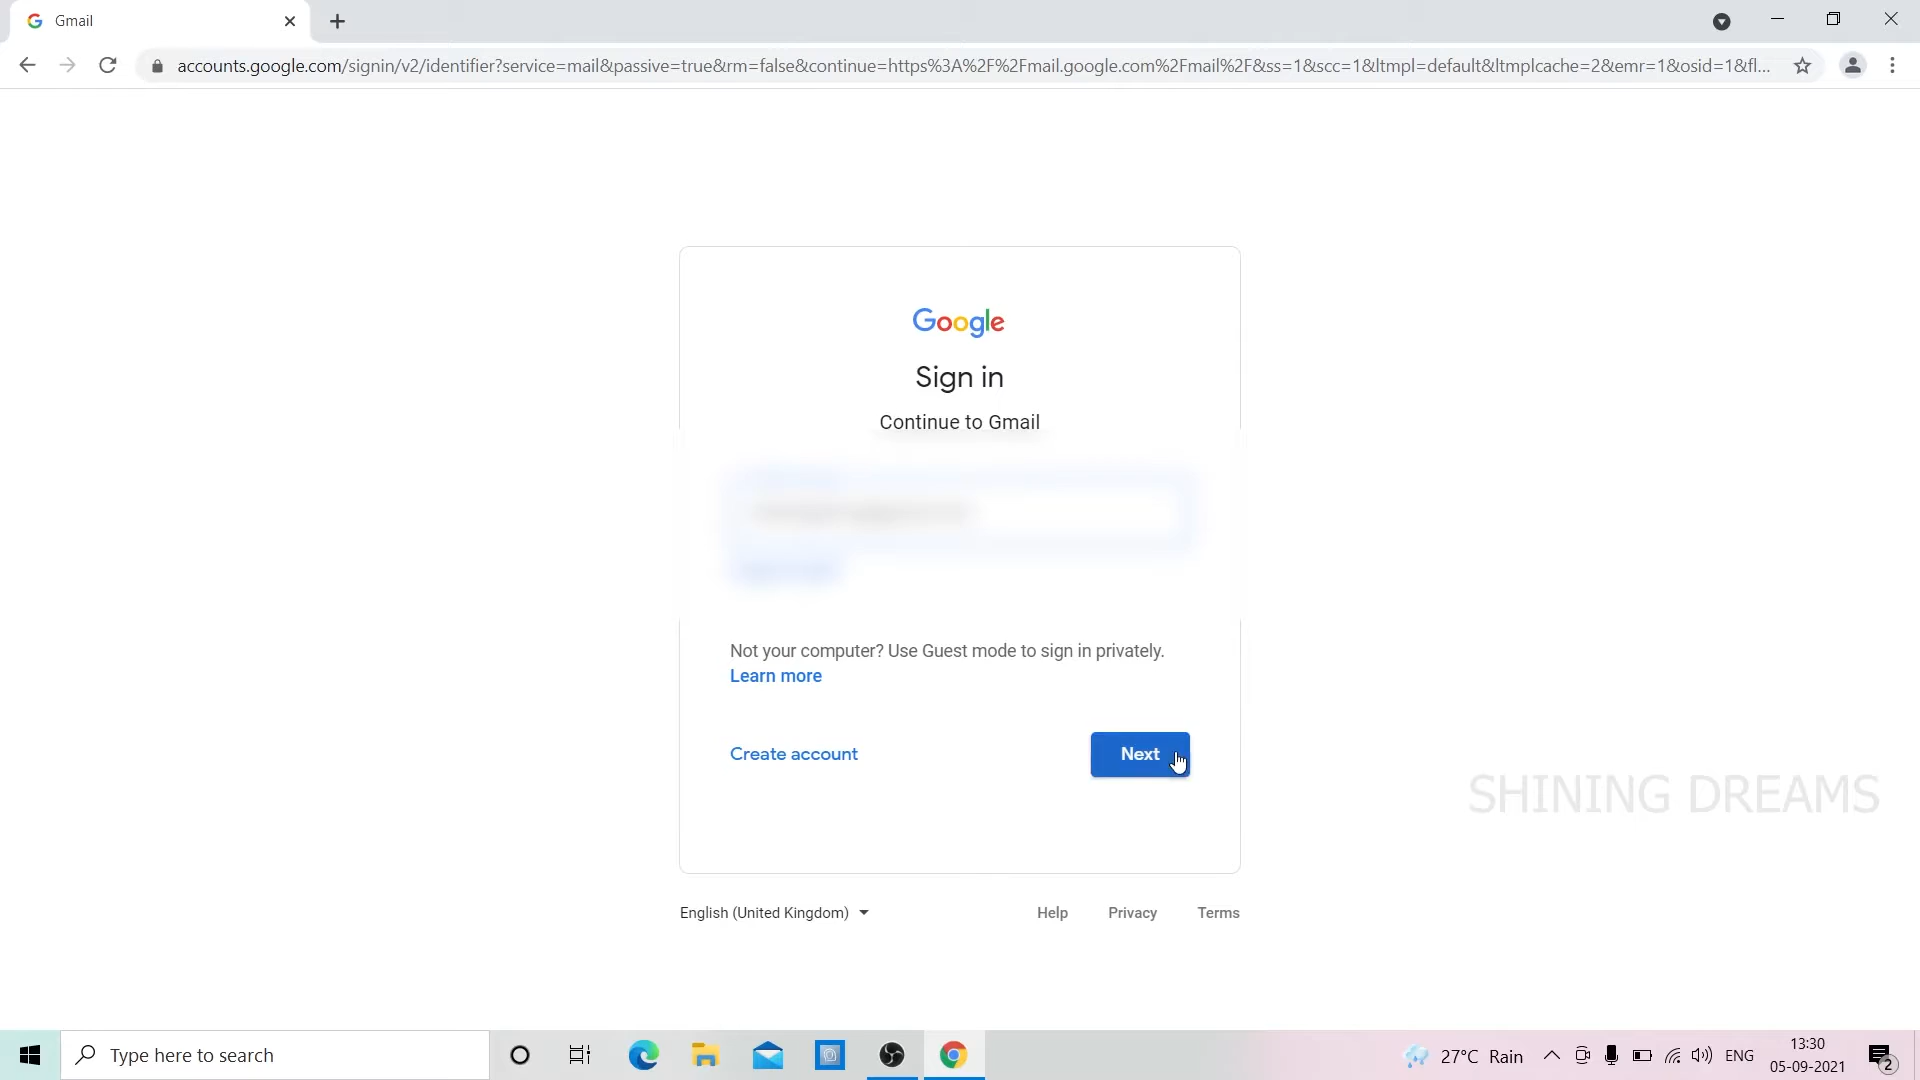 Gmail
accounts.google.com/signin/v2/identifier?service=mail&passive=true&rm=false&continue=https%3A%2F%2Fmail.google.com%2Fmail%2F&ss=1&scc=1&ltmpl=default&ltmplcache=2&emr=1&osid=1&fl...
Google
Sign in
Continue to Gmail
Not your computer? Use Guest mode to sign in privately.
Learn more
Create account
Next
SHINING DREAMS
English (United Kingdom)
Help
Privacy
Terms
Type here to search
27°C Rain
ENG
13:30
05-09-2021
2